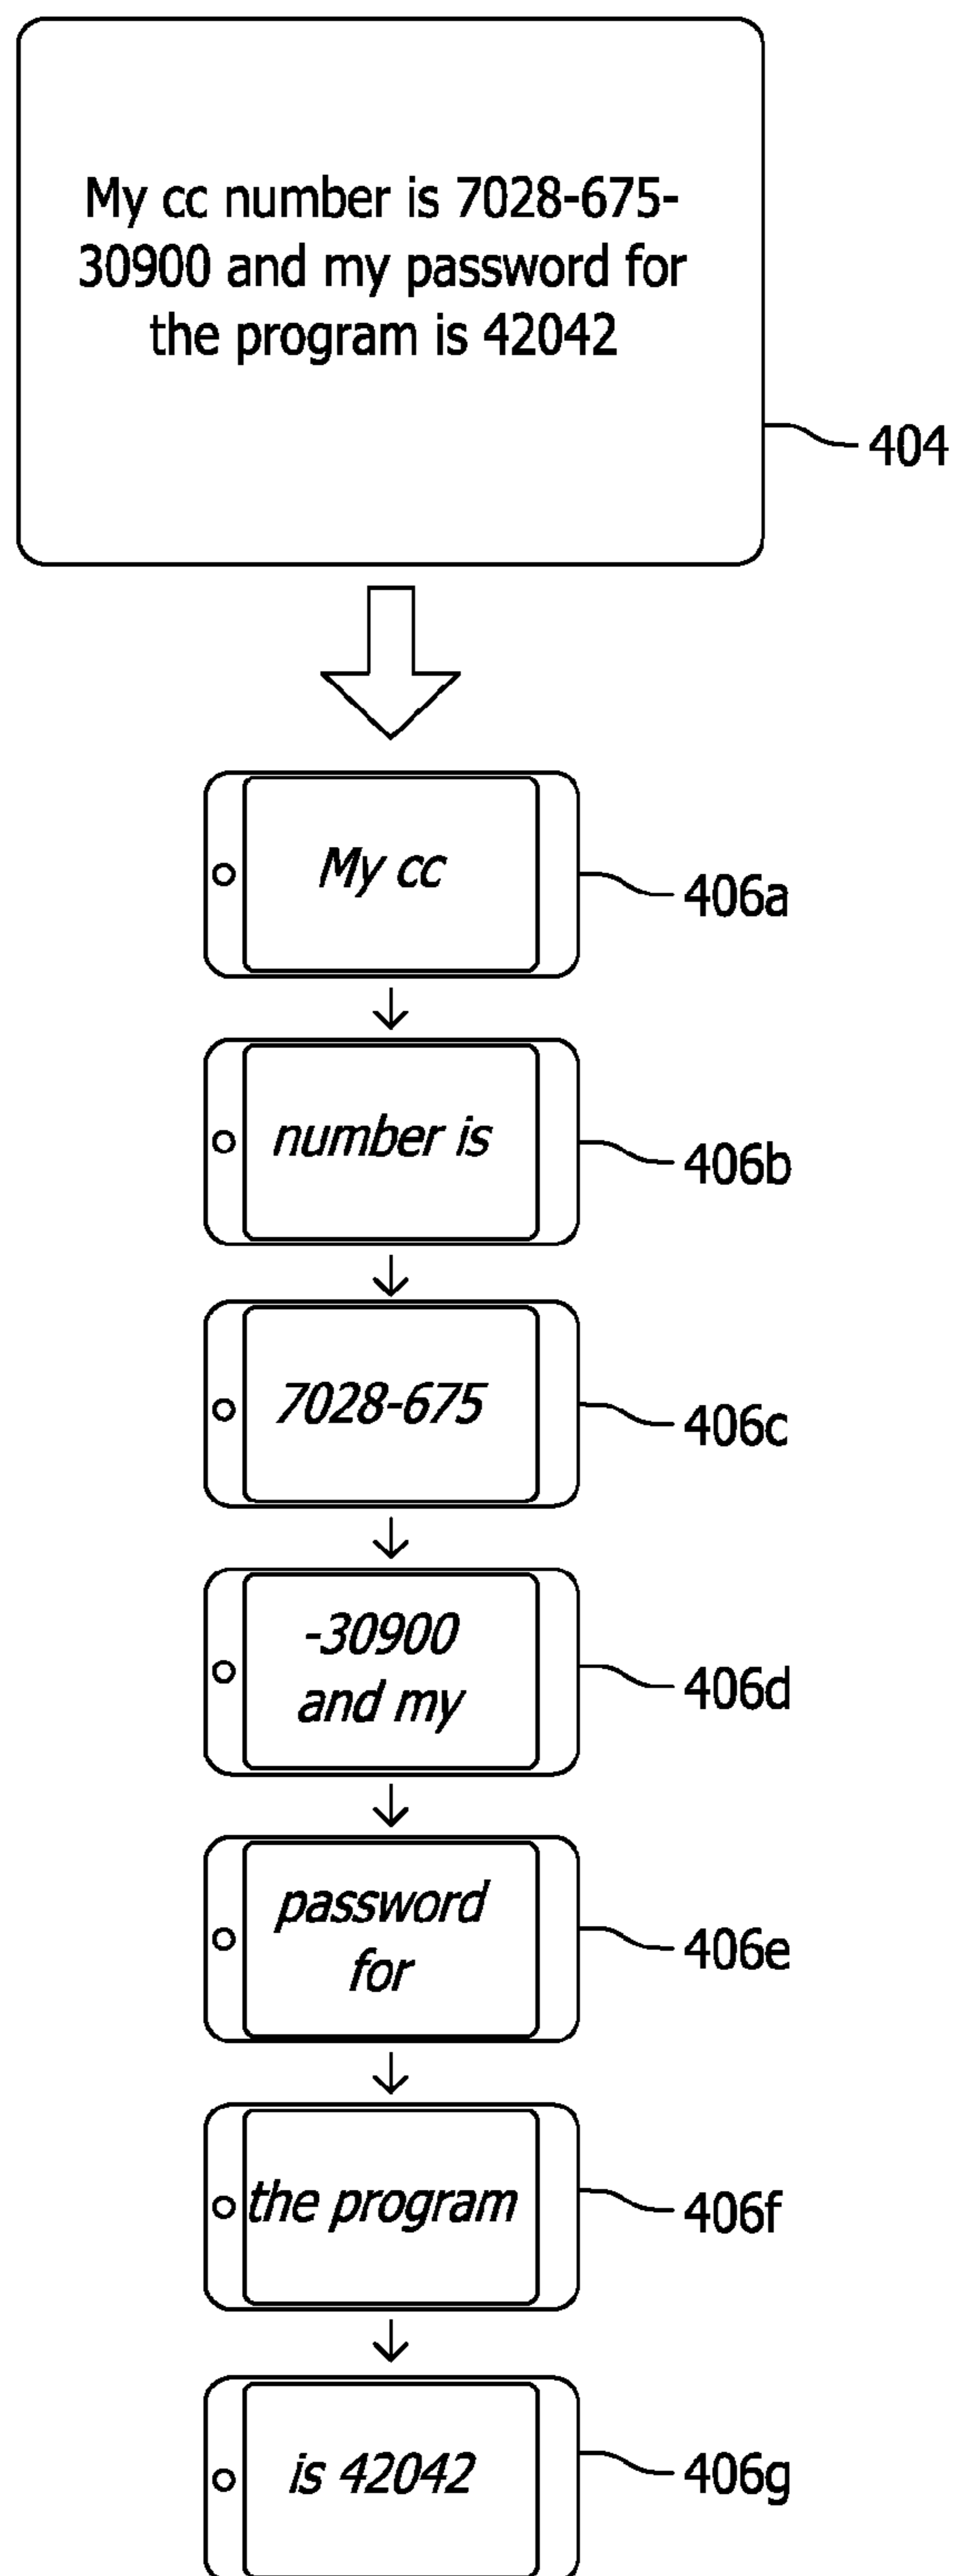 My cc number is 7028-675-
30900 and my password for
the program is 42042
404
My cc
406a
number is
406b
7028-675
406c
-30900
and my
406d
password
for
406e
the program
406f
is 42042
406g